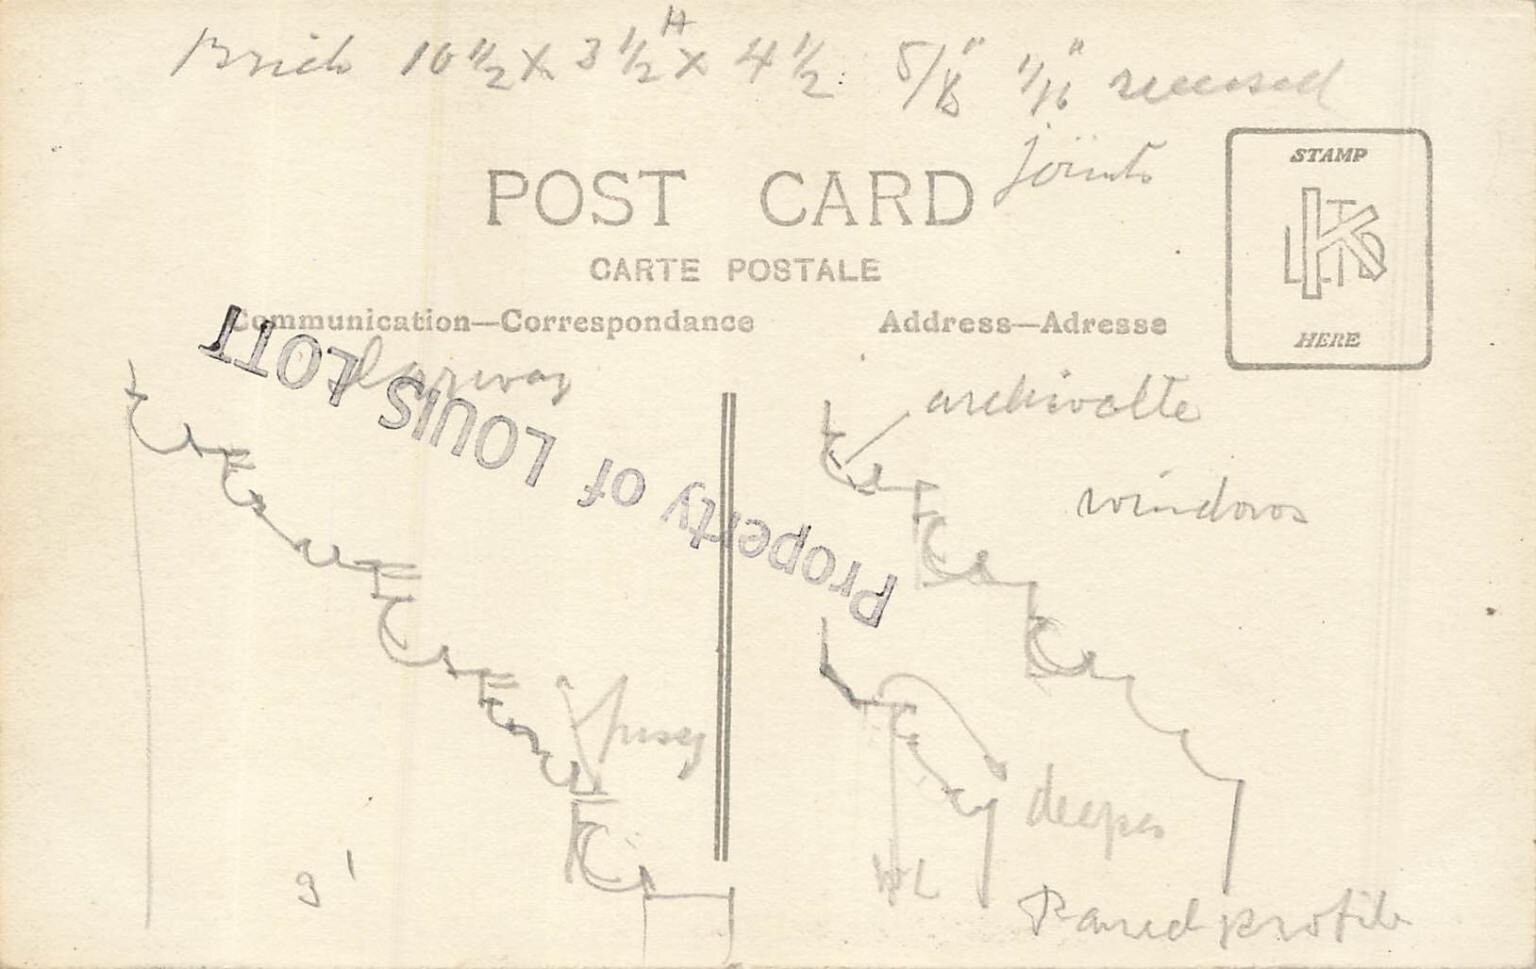 Brick 10 1/2 x 3 1/2 H x 4 1/2. 5/8" 1/16" recessed
joints
POST CARD
CARTE POSTALE
STAMP
HERE
Communication—Correspondance
Address—Adresse
Doorway
Property of LOUIS LOTT
archivolte
windows
deeper
WL
3'
profile